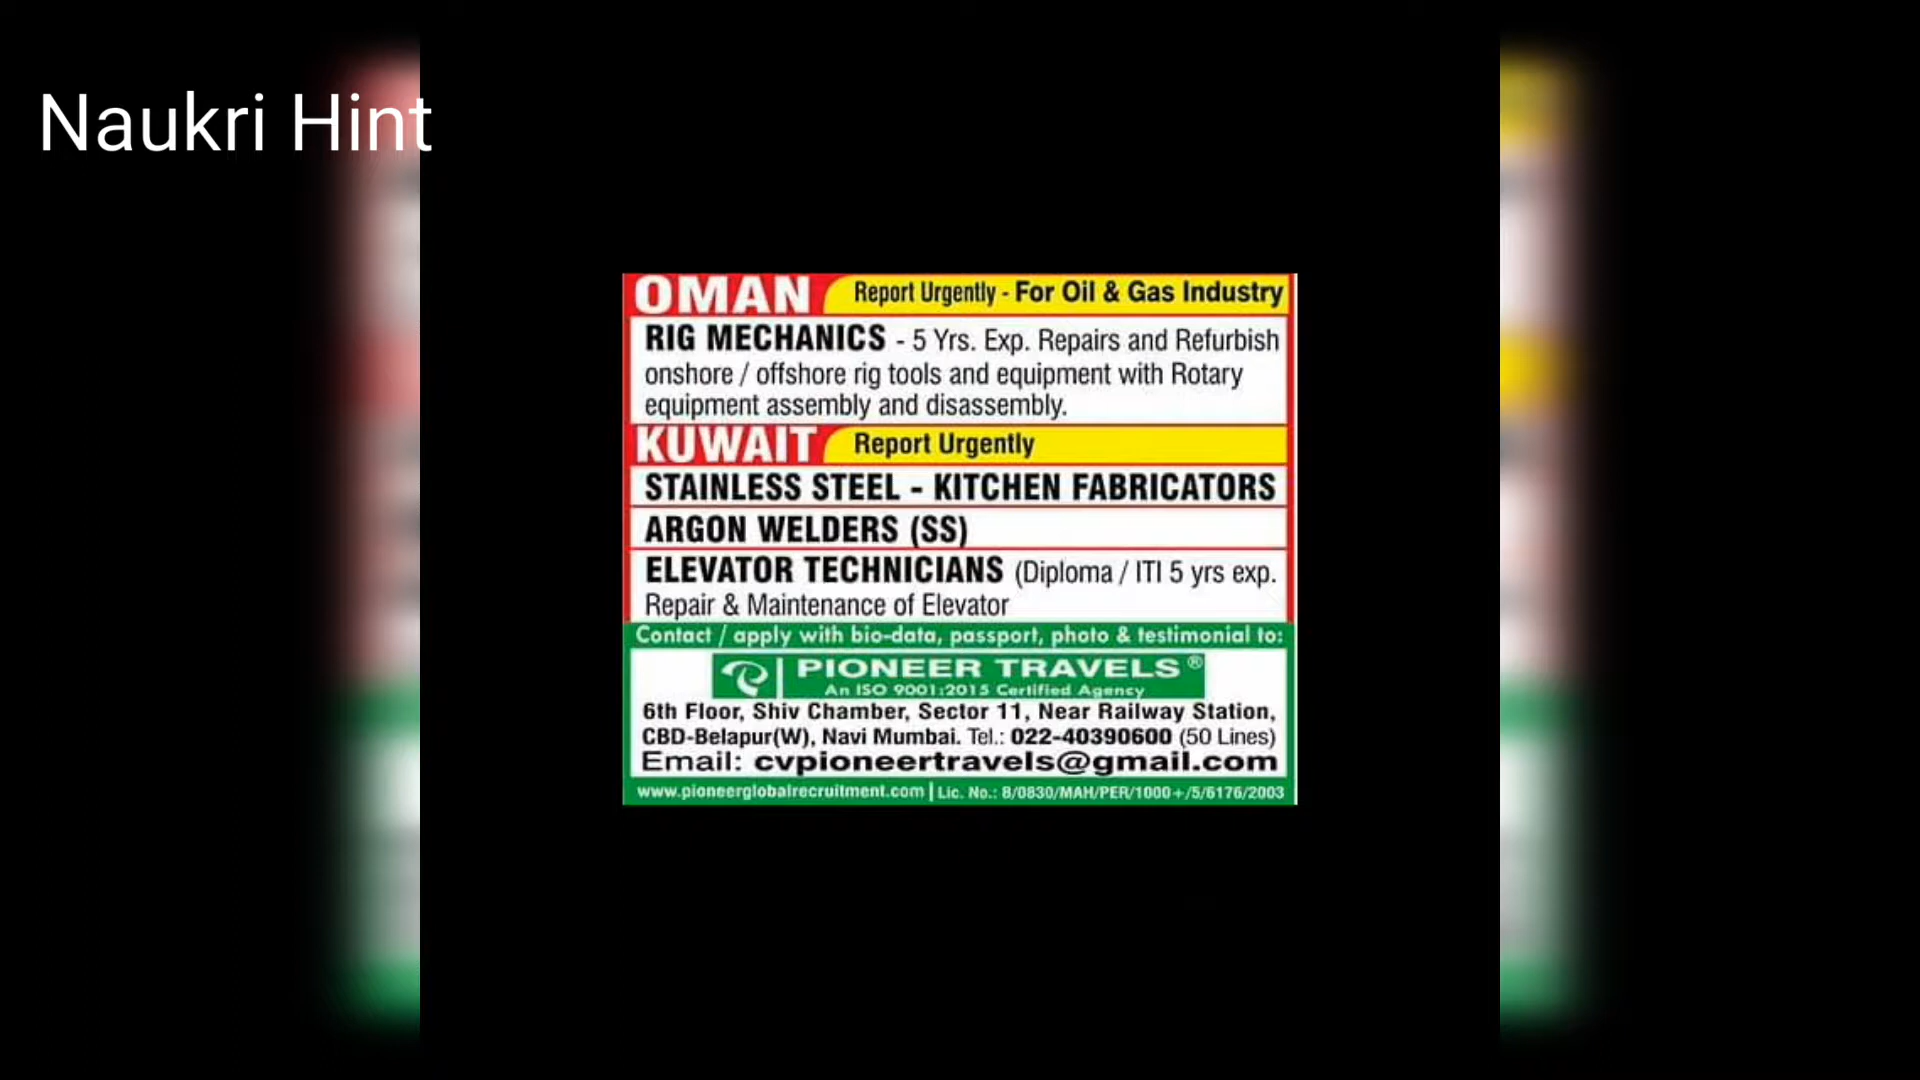 Naukri Hint
OMAN Report Urgently - For Oil & Gas Industry
RIG MECHANICS - 5 Yrs. Exp. Repairs and Refurbish
onshore / offshore rig tools and equipment with Rotary
equipment assembly and disassembly.
KUWAIT Report Urgently
STAINLESS STEEL - KITCHEN FABRICATORS
ARGON WELDERS (SS)
ELEVATOR TECHNICIANS (Diploma / ITI 5 yrs exp.
Repair & Maintenance of Elevator
Contact / apply with bio-data, passport, photo & testimonial to:
PIONEER TRAVELS®
An ISO 9001:2015 Certified Agency
6th Floor, Shiv Chamber, Sector 11, Near Railway Station,
CBD-Belapur(W), Navi Mumbai. Tel.: 022-40390600 (50 Lines)
Email: cvpioneertravels@gmail.com
www.pioneerglobalrecruitment.com | Lic. No.: 8/0830/MAH/PER/1000+/5/6176/2003